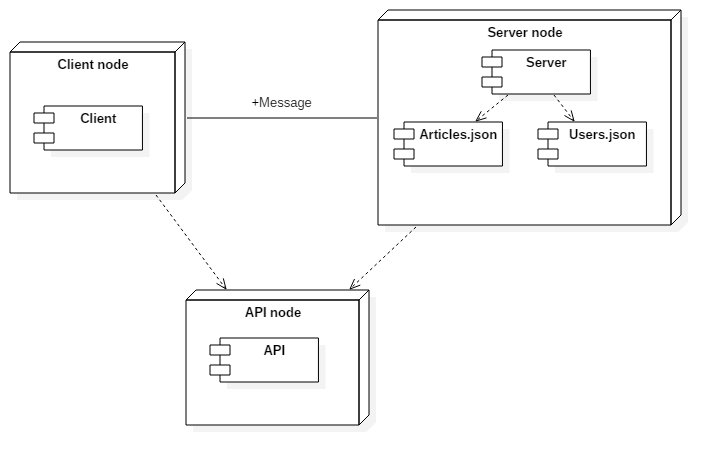 Client node
Client
+Message
Server node
Server
Articles.json
Users.json
API node
API